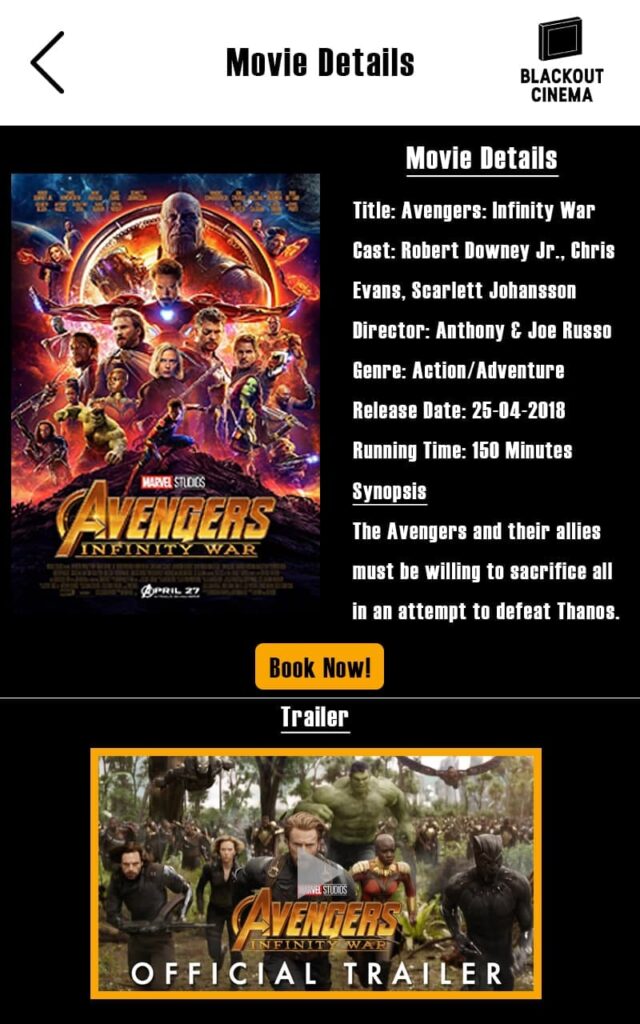 Movie Details
BLACKOUT
CINEMA
Movie Details
Title: Avengers: Infinity War
Cast: Robert Downey Jr., Chris
Evans, Scarlett Johansson
Director: Anthony & Joe Russo
Genre: Action/Adventure
Release Date: 25-04-2018
Running Time: 150 Minutes
Synopsis
The Avengers and their allies
must be willing to sacrifice all
in an attempt to defeat Thanos.
MARVEL STUDIOS
AVENGERS
INFINITY WAR
APRIL 27
Book Now!
Trailer
MARVEL STUDIOS
AVENGERS
INFINITY WAR
OFFICIAL TRAILER